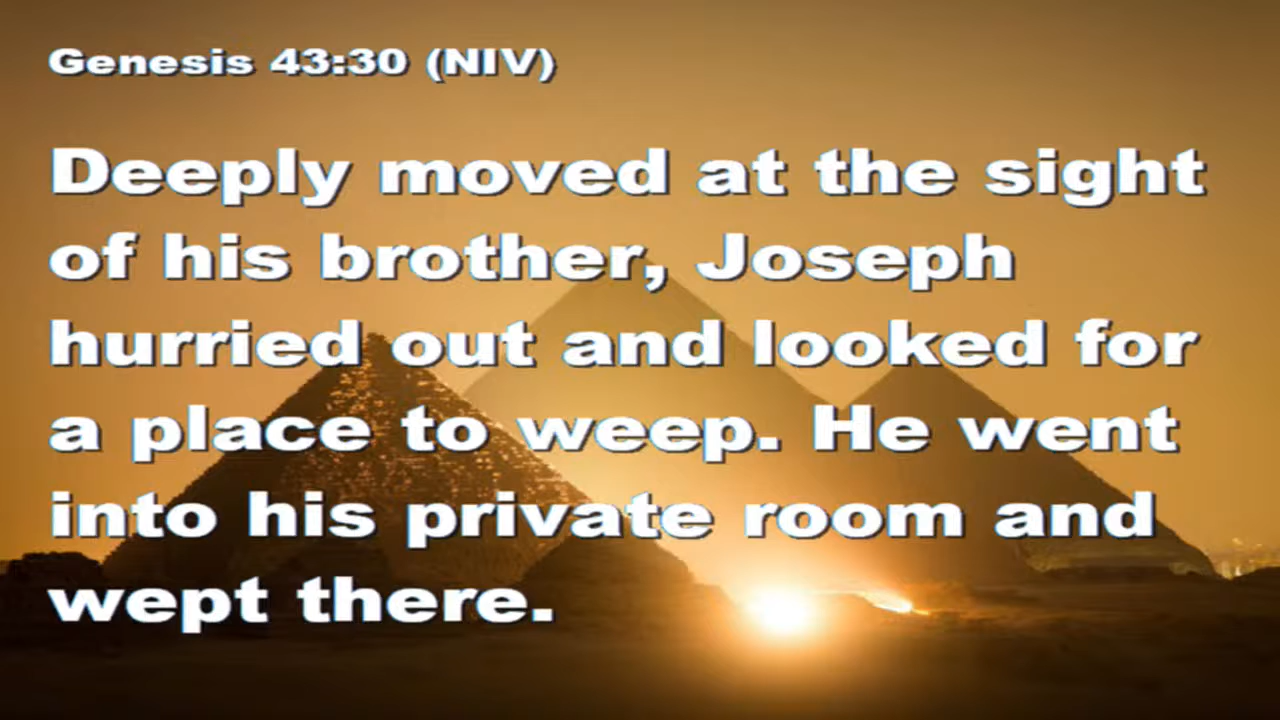 Genesis 43:30 (NIV)
Deeply moved at the sight
of his brother, Joseph
hurried out and looked for
a place to weep. He went
into his private room and
wept there.